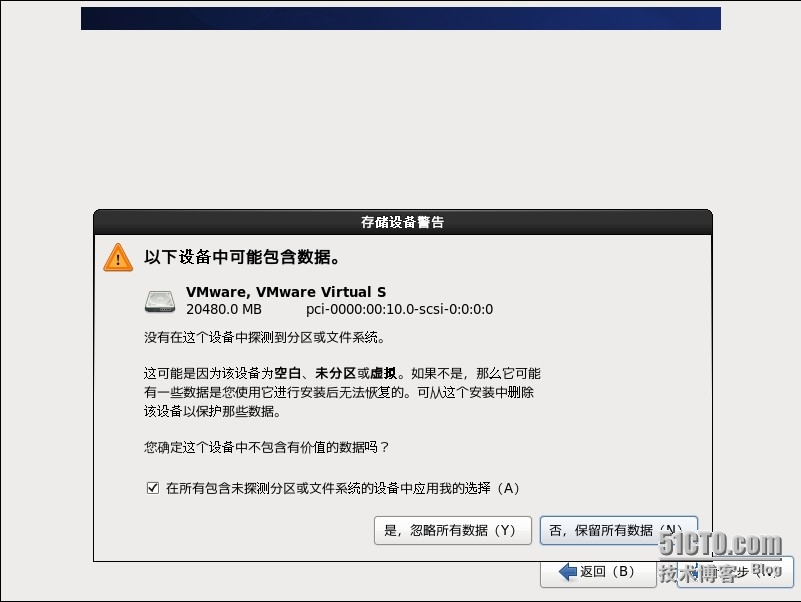 存储设备警告
以下设备中可能包含数据。
VMware, VMware Virtual S
20480.0 MB pci-0000:00:10.0-scsi-0:0:0:0
没有在这个设备中探测到分区或文件系统。
这可能是因为该设备为空白、未分区或虚拟。如果不是，那么它可能
有一些数据是您使用它进行安装后无法恢复的。可从这个安装中删除
该设备以保护那些数据。
您确定这个设备中不包含有价值的数据吗？
在所有包含未探测分区或文件系统的设备中应用我的选择（A）
是，忽略所有数据（Y） 否，保留所有数据（N）
51CTO.com
返回（B） 步
技术博客 Blog